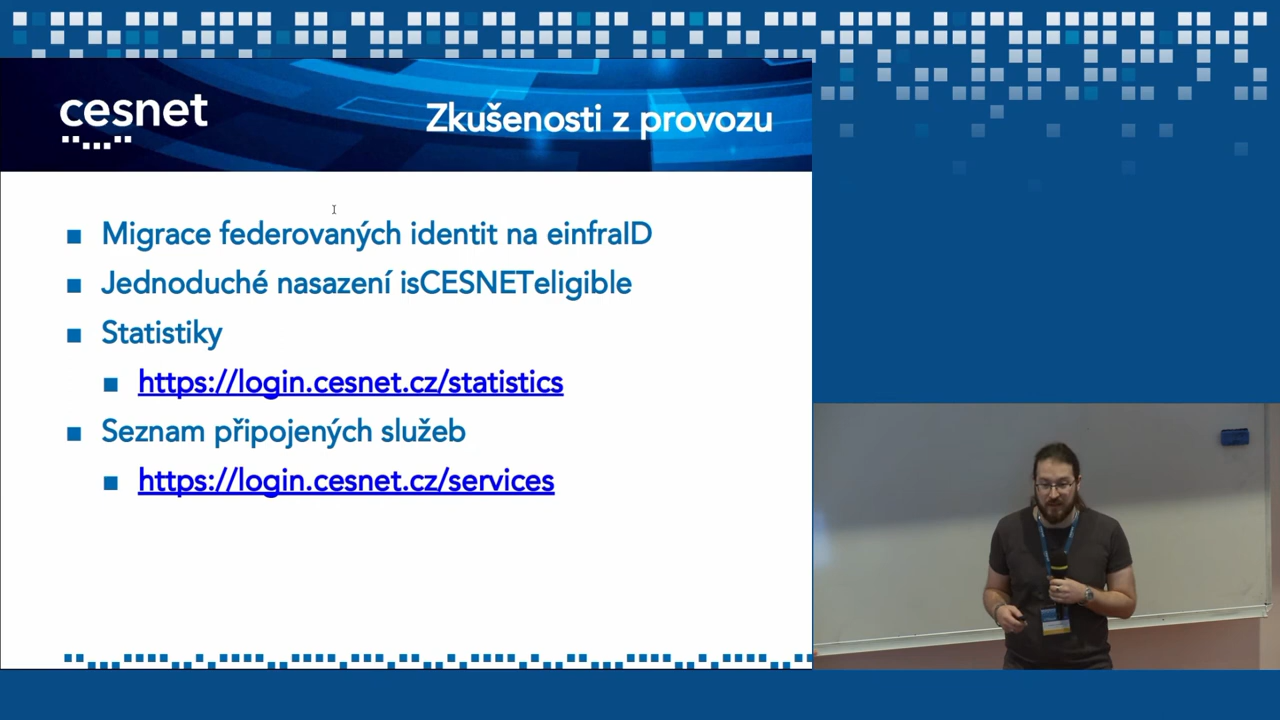 cesnet
Zkušenosti z provozu
Migrace federovaných identit na einfraID
Jednoduché nasazení isCESNETeligible
Statistiky
https://login.cesnet.cz/statistics
Seznam připojených služeb
https://login.cesnet.cz/services